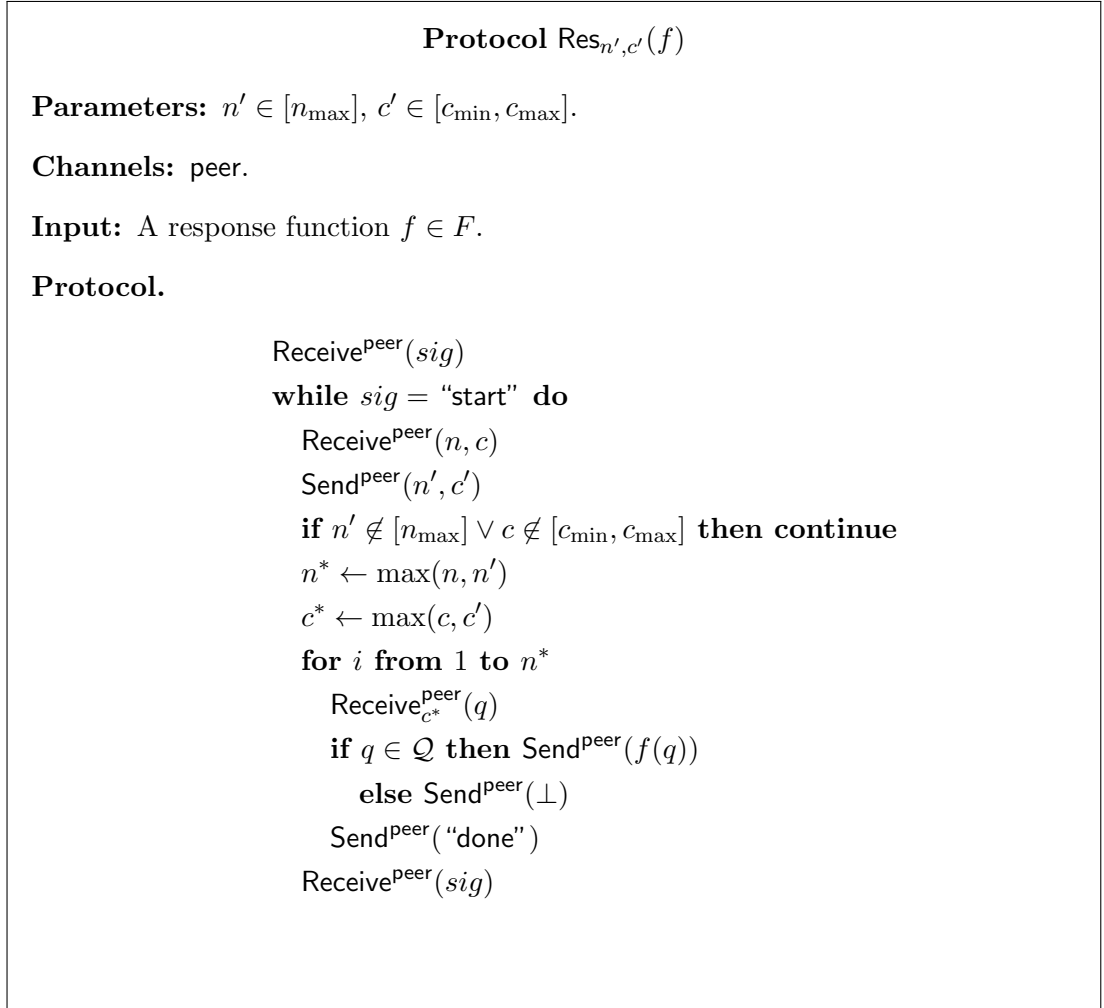 Protocol Res_{n′,c′}(f)
Parameters: n′ ∈ [n_max], c′ ∈ [c_min, c_max].
Channels: peer.
Input: A response function f ∈ F.
Protocol.
Receive^peer(sig)
while sig = “start” do
Receive^peer(n, c)
Send^peer(n′, c′)
if n′ ∉ [n_max] ∨ c ∉ [c_min, c_max] then continue
n* ← max(n, n′)
c* ← max(c, c′)
for i from 1 to n*
Receive^peer_{c*}(q)
if q ∈ 𝒬 then Send^peer(f(q))
else Send^peer(⊥)
Send^peer(“done”)
Receive^peer(sig)